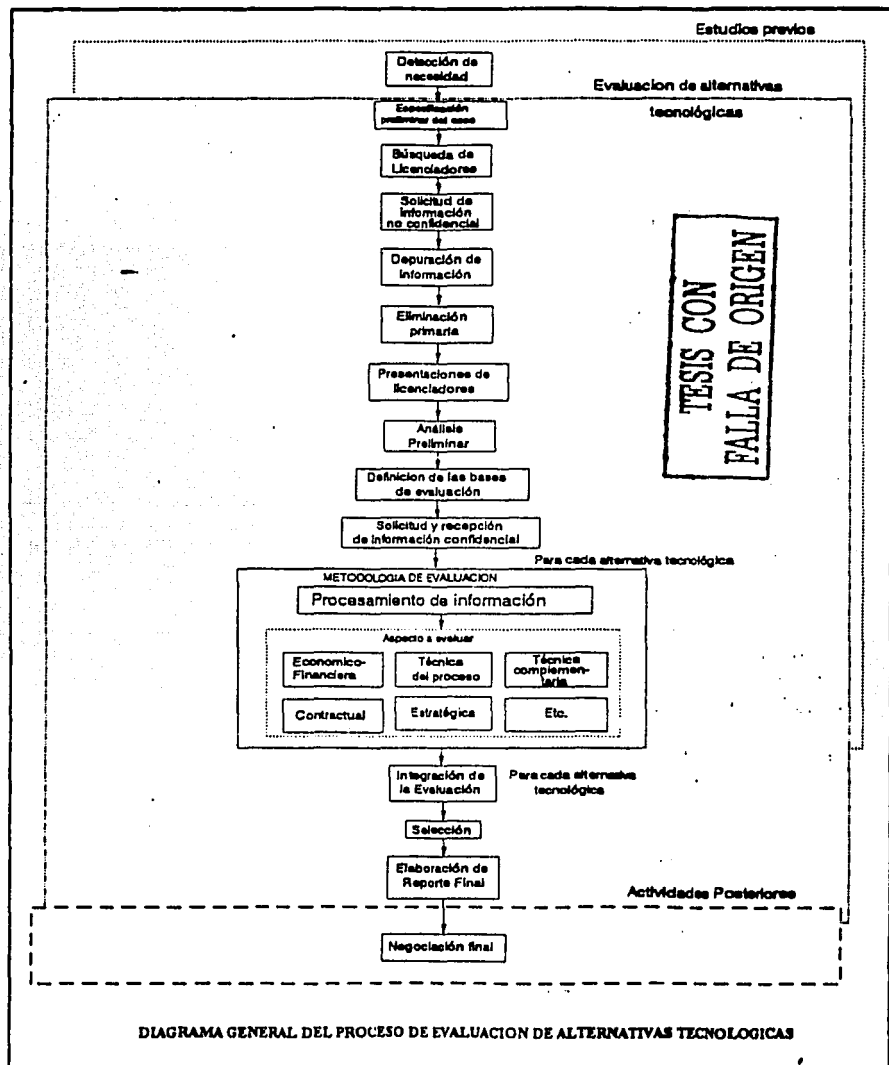 Estudios previos
Detección de
necesidad
Evaluacion de alternativas
tecnológicas
Especificación
preliminar del caso
Búsqueda de
Licenciadores
Solicitud de
información
no confidencial
Depuración de
información
Eliminación
primaria
Presentaciones de
licenciadores
Análisis
Preliminar
Definicion de las bases
de evaluación
Solicitud y recepción
de información confidencial
TESIS CON
FALLA DE ORIGEN
Para cada alternativa tecnológica
METODOLOGIA DE EVALUACION
Procesamiento de información
Aspecto a evaluar
Economico-
Financiera
Técnica
del proceso
Técnica
complemen-
taria
Contractual
Estratégica
Etc.
Integración de
la Evaluación
Para cada alternativa
tecnológica
Selección
Elaboración de
Reporte Final
Actividades Posteriores
Negociación final
DIAGRAMA GENERAL DEL PROCESO DE EVALUACION DE ALTERNATIVAS TECNOLOGICAS